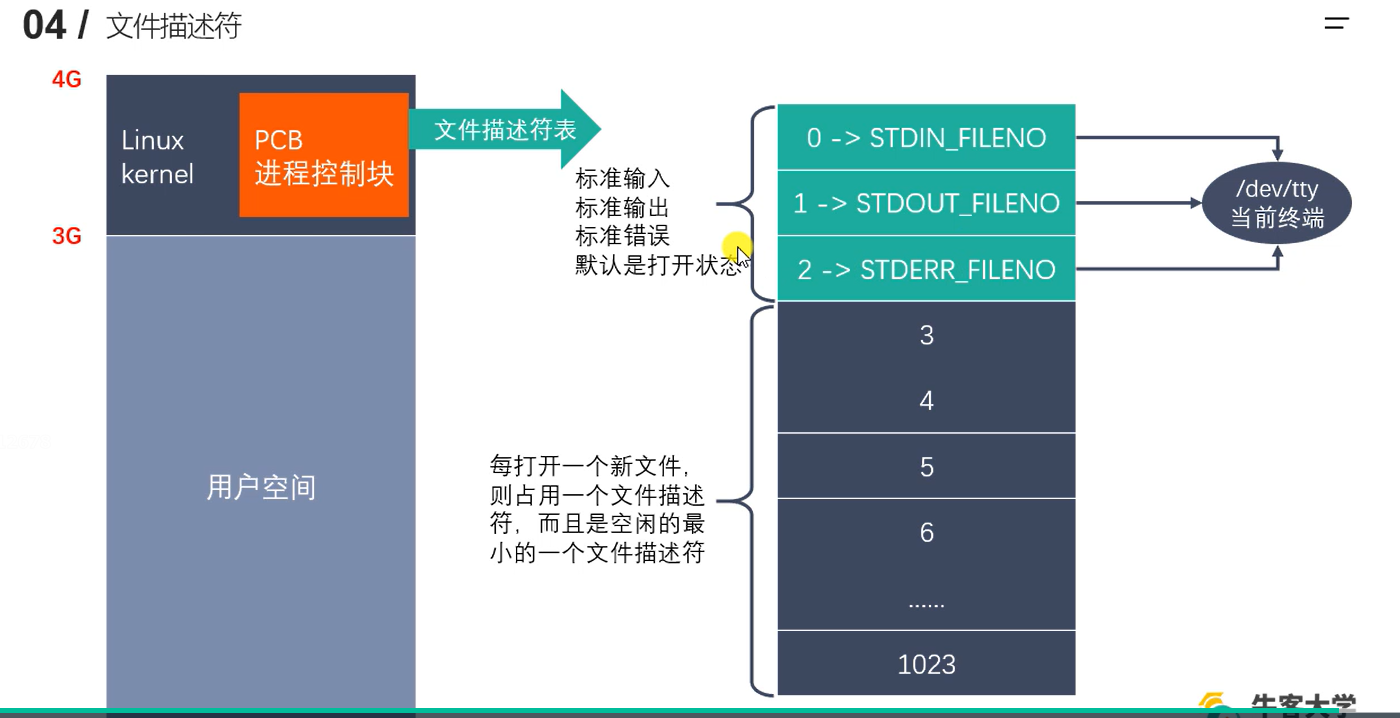 04 / 文件描述符
4G
Linux
kernel
PCB
进程控制块
文件描述符表
3G
用户空间
标准输入
标准输出
标准错误
默认是打开状态
0 -> STDIN_FILENO
1 -> STDOUT_FILENO
2 -> STDERR_FILENO
/dev/tty
当前终端
每打开一个新文件，
则占用一个文件描述
符，而且是空闲的最
小的一个文件描述符
3
4
5
6
......
1023
牛客大学